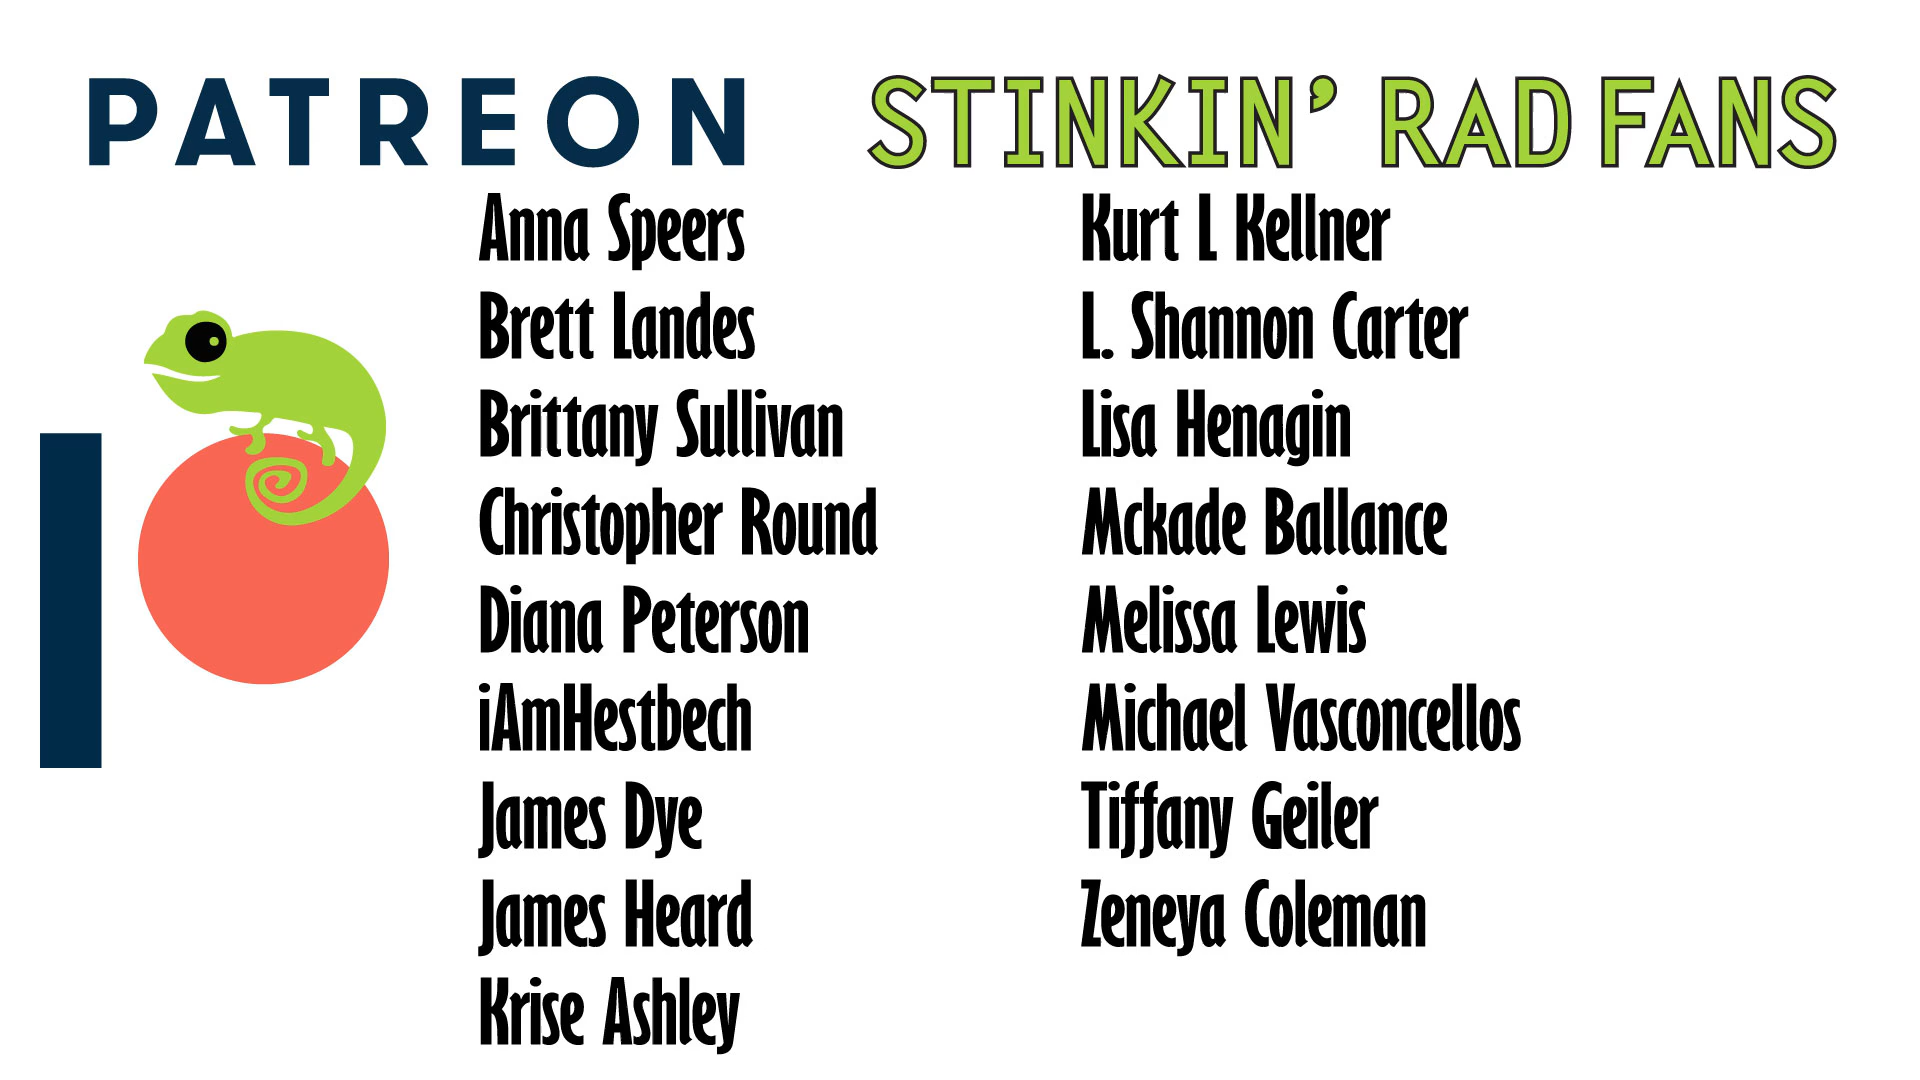 PATREON STINKIN' RAD FANS
Anna Speers
Brett Landes
Brittany Sullivan
Christopher Round
Diana Peterson
iAmHestbech
James Dye
James Heard
Krise Ashley
Kurt L Kellner
L. Shannon Carter
Lisa Henagin
Mckade Ballance
Melissa Lewis
Michael Vasconcellos
Tiffany Geiler
Zeneya Coleman